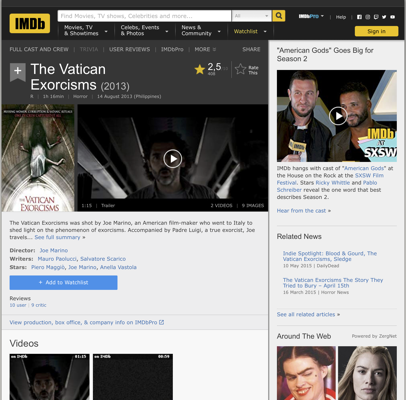 IMDb
Find Movies, TV shows, Celebrities and more...
All
IMDbPro
Help
Movies, TV
& Showtimes
Celebs, Events
& Photos
News &
Community
Watchlist
Sign in
FULL CAST AND CREW | TRIVIA | USER REVIEWS | IMDbPro | MORE
SHARE
The Vatican
Exorcisms (2013)
2,5
Rate
This
1h 16min | Horror | 14 August 2013 (Philippines)
THE VATICAN
EXORCISMS
1:15 | Trailer
2 VIDEOS | 9 IMAGES
The Vatican Exorcisms was shot by Joe Marino, an American film-maker who went to Italy to
shed light on the phenomenon of exorcisms. Accompanied by Padre Luigi, a true exorcist, Joe
travels... See full summary »
Director: Joe Marino
Writers: Mauro Paolucci, Salvatore Scarico
Stars: Piero Maggiò, Joe Marino, Anella Vastola
+ Add to Watchlist
Reviews
10 user | 9 critic
View production, box office, & company info on IMDbPro
Videos
on IMDb
01:15
on IMDb
00:59
"American Gods" Goes Big for
Season 2
IMDb
AT
SXSW
IMDb hangs with cast of "American Gods" at
the House on the Rock at the SXSW Film
Festival. Stars Ricky Whittle and Pablo
Schreiber reveal the one word that best
describes Season 2.
Hear from the cast »
Related News
Indie Spotlight: Blood & Gourd, The
Vatican Exorcisms, Sledge
10 May 2015 | DailyDead
The Vatican Exorcisms The Story They
Tried to Bury – April 15th
16 March 2015 | Horror News
See all related articles »
Around The Web
Powered by ZergNet